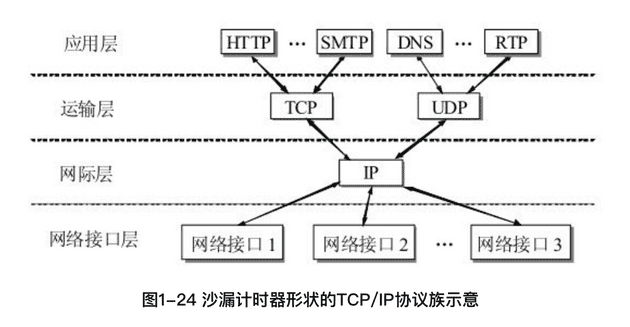 应用层 HTTP … SMTP DNS … RTP
运输层 TCP UDP
网际层 IP
网络接口层 网络接口 1 网络接口 2 … 网络接口 3
图1-24 沙漏计时器形状的TCP/IP协议族示意